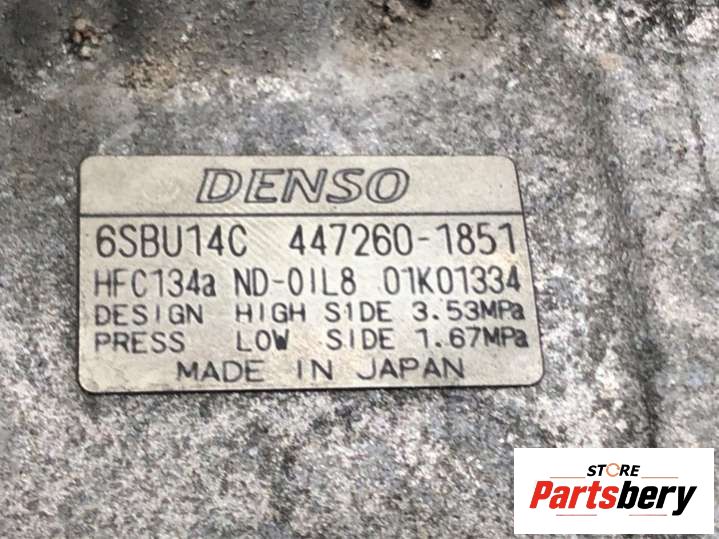 DENSO
6SBU14C 447260-1851
HFC134a ND-OIL8 01K01334
DESIGN HIGH SIDE 3.53MPa
PRESS LOW SIDE 1.67MPa
MADE IN JAPAN
STORE
Partsbery